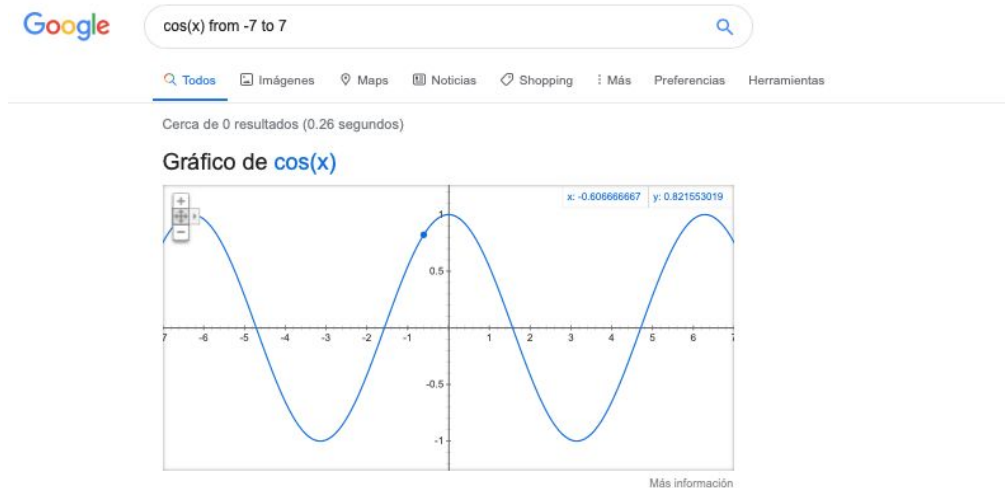 Google
cos(x) from -7 to 7
Todos Imágenes Maps Noticias Shopping Más Preferencias Herramientas
Cerca de 0 resultados (0.26 segundos)
Gráfico de cos(x)
x: -0.606666667 y: 0.821553019
1
0.5
7 -6 -5 -4 -3 -2 -1 1 2 3 4 5 6 7
-0.5
-1
Más información